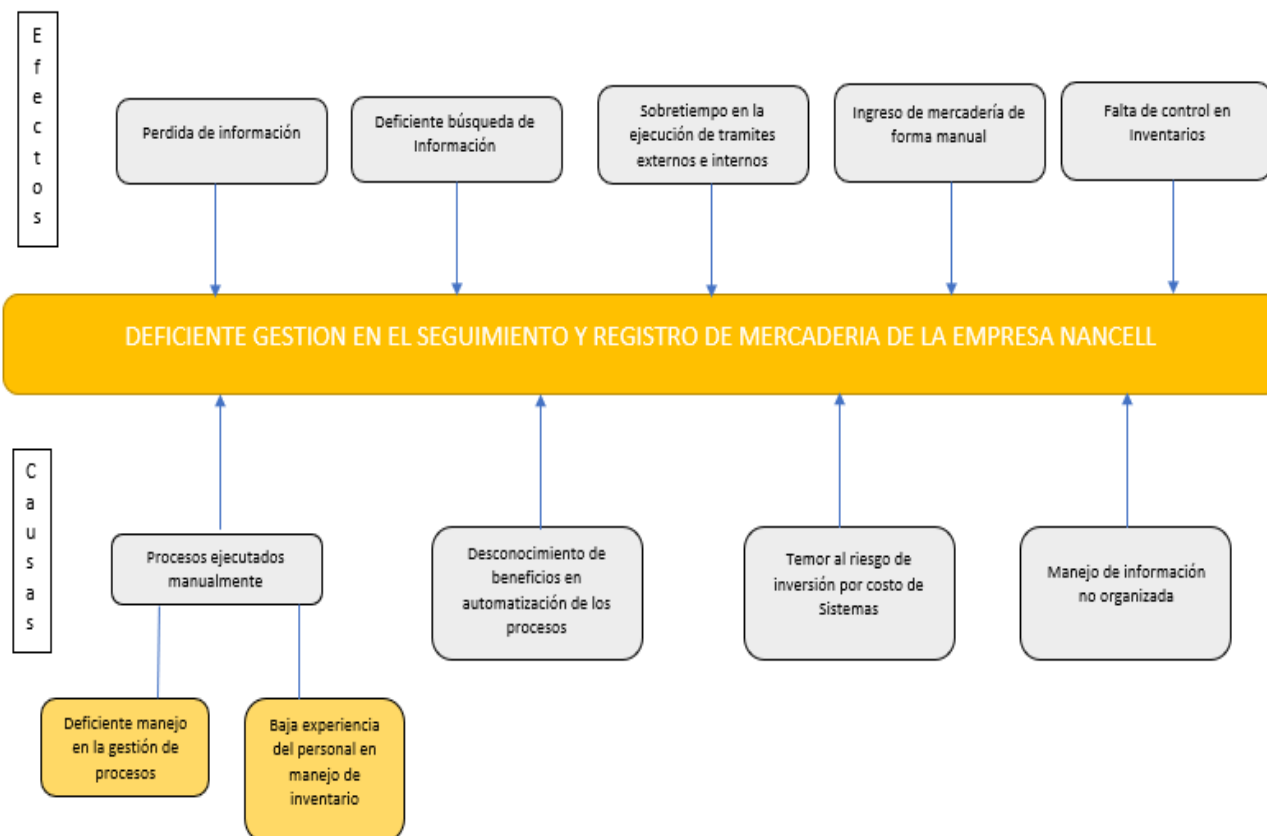 Efectos
Perdida de información
Deficiente búsqueda de
Información
Sobretiempo en la
ejecución de tramites
externos e internos
Ingreso de mercadería de
forma manual
Falta de control en
Inventarios
DEFICIENTE GESTION EN EL SEGUIMIENTO Y REGISTRO DE MERCADERIA DE LA EMPRESA NANCELL
Causas
Procesos ejecutados
manualmente
Desconocimiento de
beneficios en
automatización de los
procesos
Temor al riesgo de
inversión por costo de
Sistemas
Manejo de información
no organizada
Deficiente manejo
en la gestión de
procesos
Baja experiencia
del personal en
manejo de
inventario